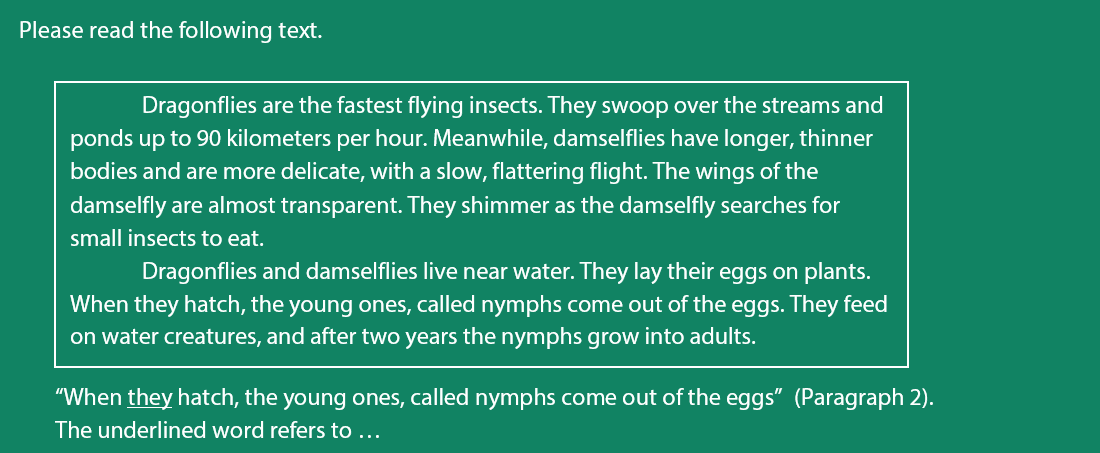 Please read the following text.
Dragonflies are the fastest flying insects. They swoop over the streams and
ponds up to 90 kilometers per hour. Meanwhile, damselflies have longer, thinner
bodies and are more delicate, with a slow, flattering flight. The wings of the
damselfly are almost transparent. They shimmer as the damselfly searches for
small insects to eat.
Dragonflies and damselflies live near water. They lay their eggs on plants.
When they hatch, the young ones, called nymphs come out of the eggs. They feed
on water creatures, and after two years the nymphs grow into adults.
“When they hatch, the young ones, called nymphs come out of the eggs” (Paragraph 2).
The underlined word refers to …